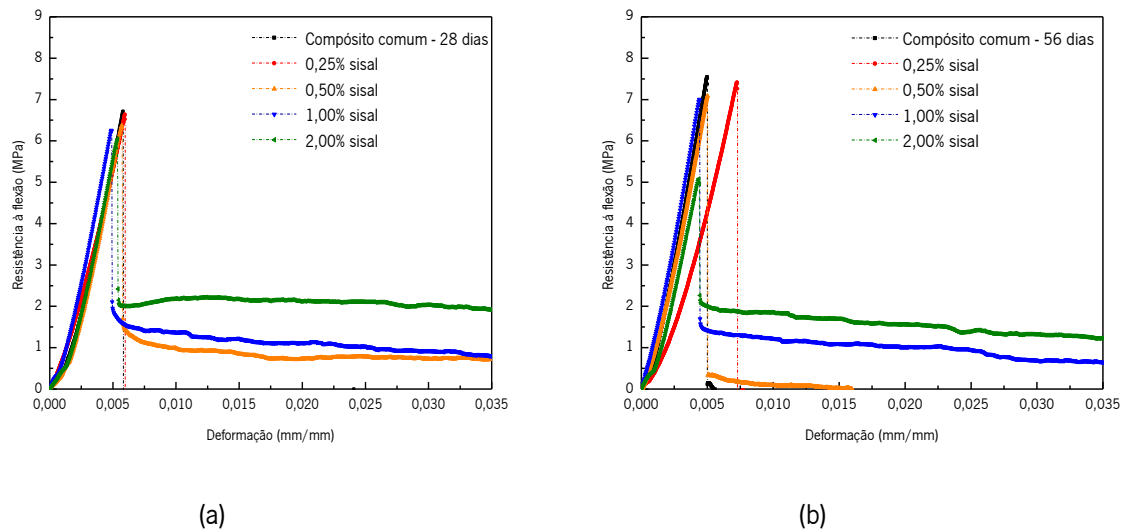 9
8
7
6
5
4
3
2
1
0
Resistência á flexão (MPa)
Compósito comum - 28 dias
0,25% sisal
0,50% sisal
1,00% sisal
2,00% sisal
0,000 0,005 0,010 0,015 0,020 0,025 0,030 0,035
Deformação (mm/mm)
(a)
9
8
7
6
5
4
3
2
1
0
Resistência á flexão (MPa)
Compósito comum - 56 dias
0,25% sisal
0,50% sisal
1,00% sisal
2,00% sisal
0,000 0,005 0,010 0,015 0,020 0,025 0,030 0,035
Deformação (mm/mm)
(b)